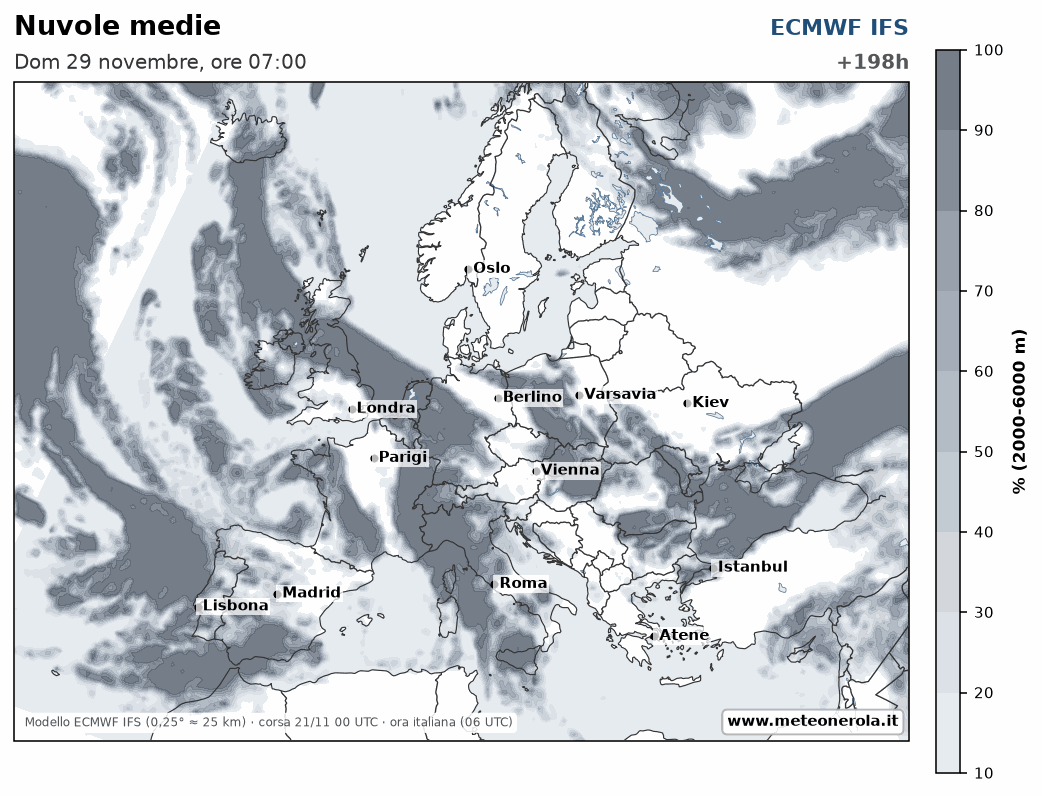 Nuvole medie
ECMWF IFS
Dom 29 novembre, ore 07:00
+198h
Oslo
Londra
Berlino
Varsavia
Kiev
Parigi
Vienna
Istanbul
Roma
Madrid
Lisbona
Atene
Modello ECMWF IFS (0,25° ≈ 25 km) · corsa 21/11 00 UTC · ora italiana (06 UTC)
www.meteonerola.it
100
90
80
70
60
50
40
30
20
10
% (2000-6000 m)